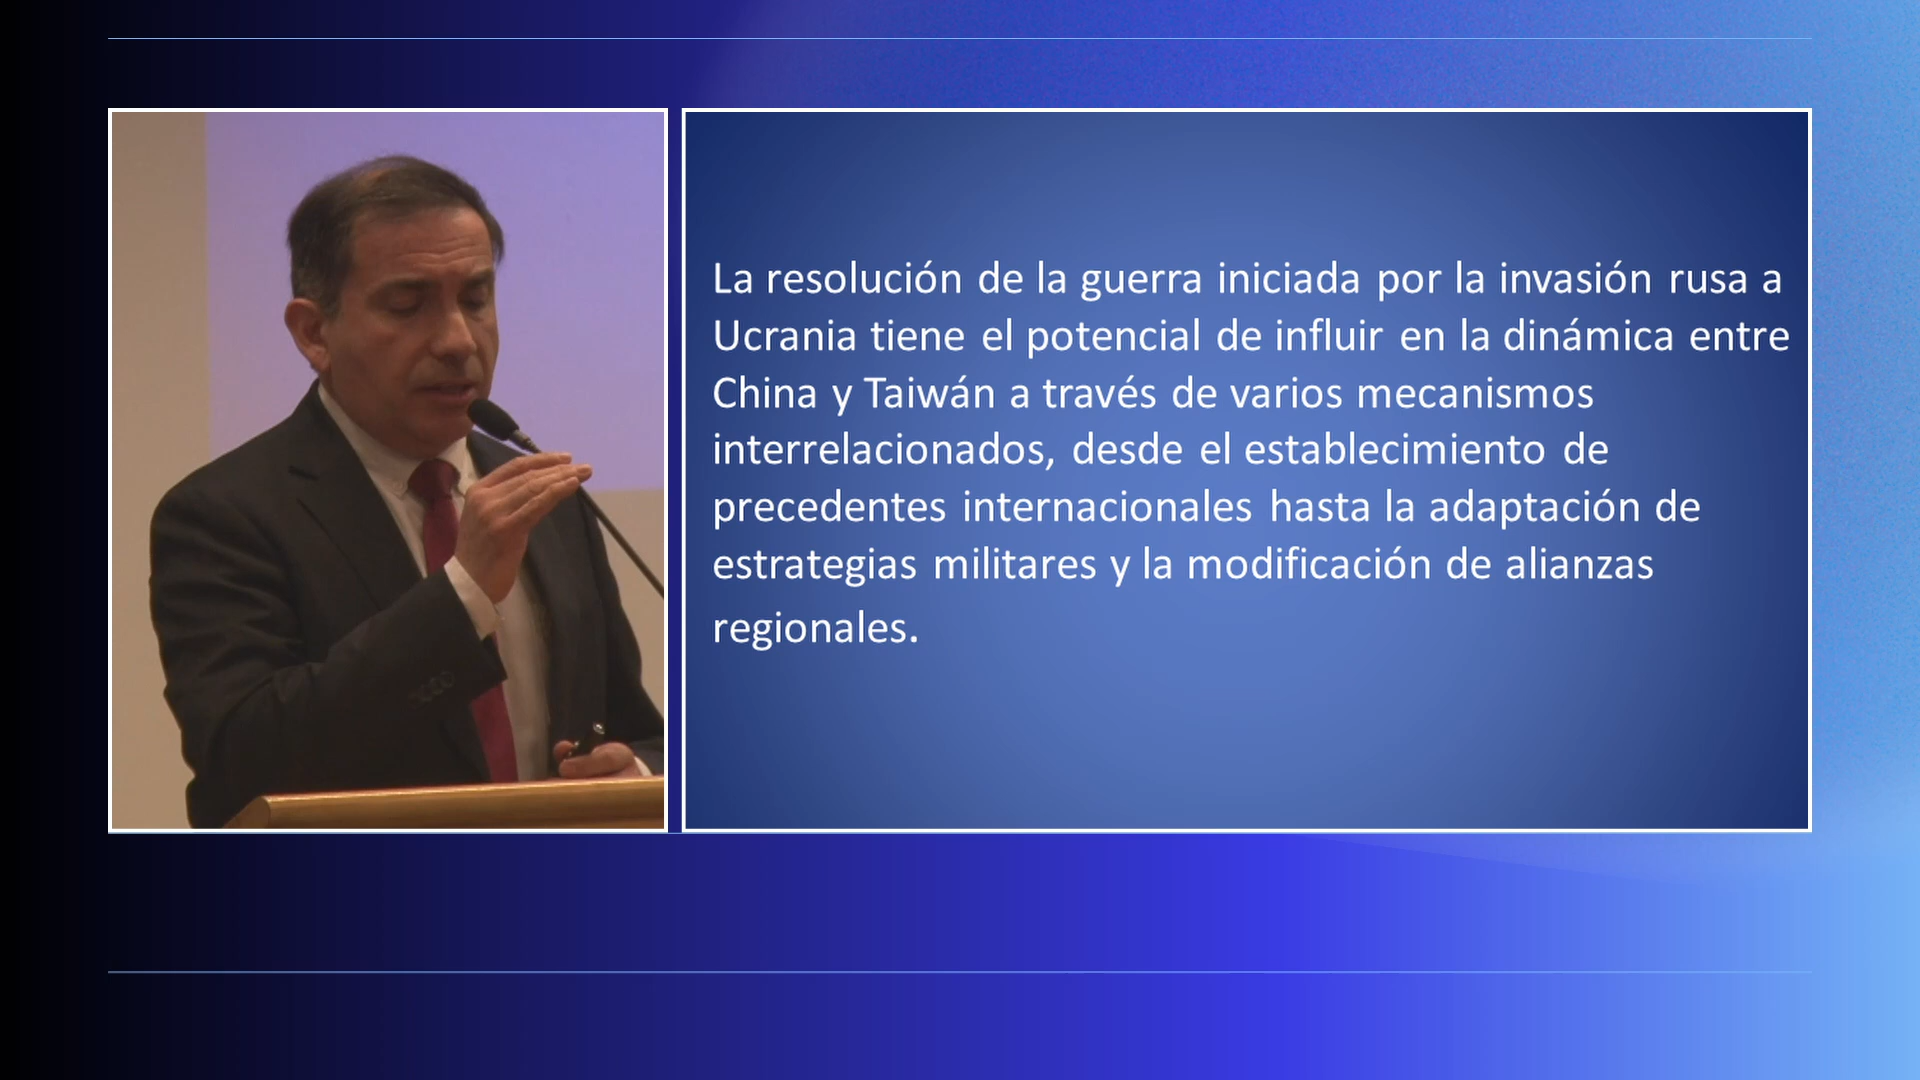 La resolución de la guerra iniciada por la invasión rusa a
Ucrania tiene el potencial de influir en la dinámica entre
China y Taiwán a través de varios mecanismos
interrelacionados, desde el establecimiento de
precedentes internacionales hasta la adaptación de
estrategias militares y la modificación de alianzas
regionales.